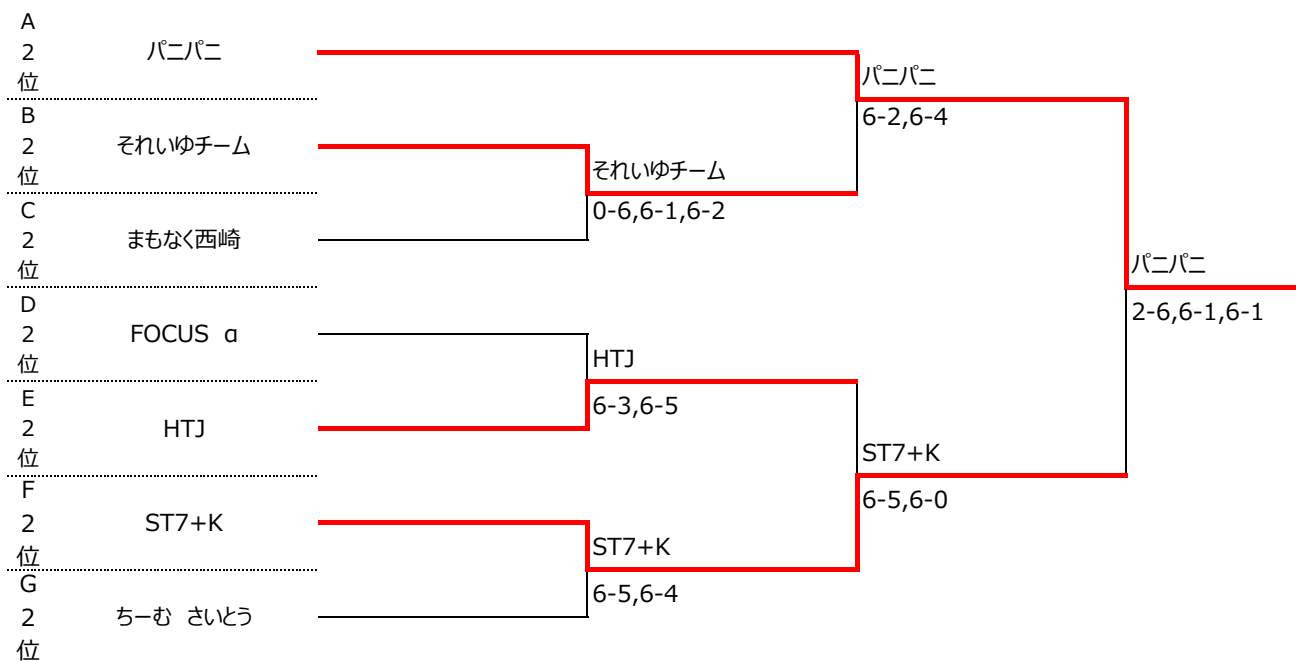 A
2
位
パニパニ
B
2
位
それいゆチーム
C
2
位
まもなく西崎
D
2
位
FOCUS α
E
2
位
HTJ
F
2
位
ST7+K
G
2
位
ちーむ さいとう
それいゆチーム
0-6,6-1,6-2
HTJ
6-3,6-5
ST7+K
6-5,6-4
パニパニ
6-2,6-4
ST7+K
6-5,6-0
パニパニ
2-6,6-1,6-1